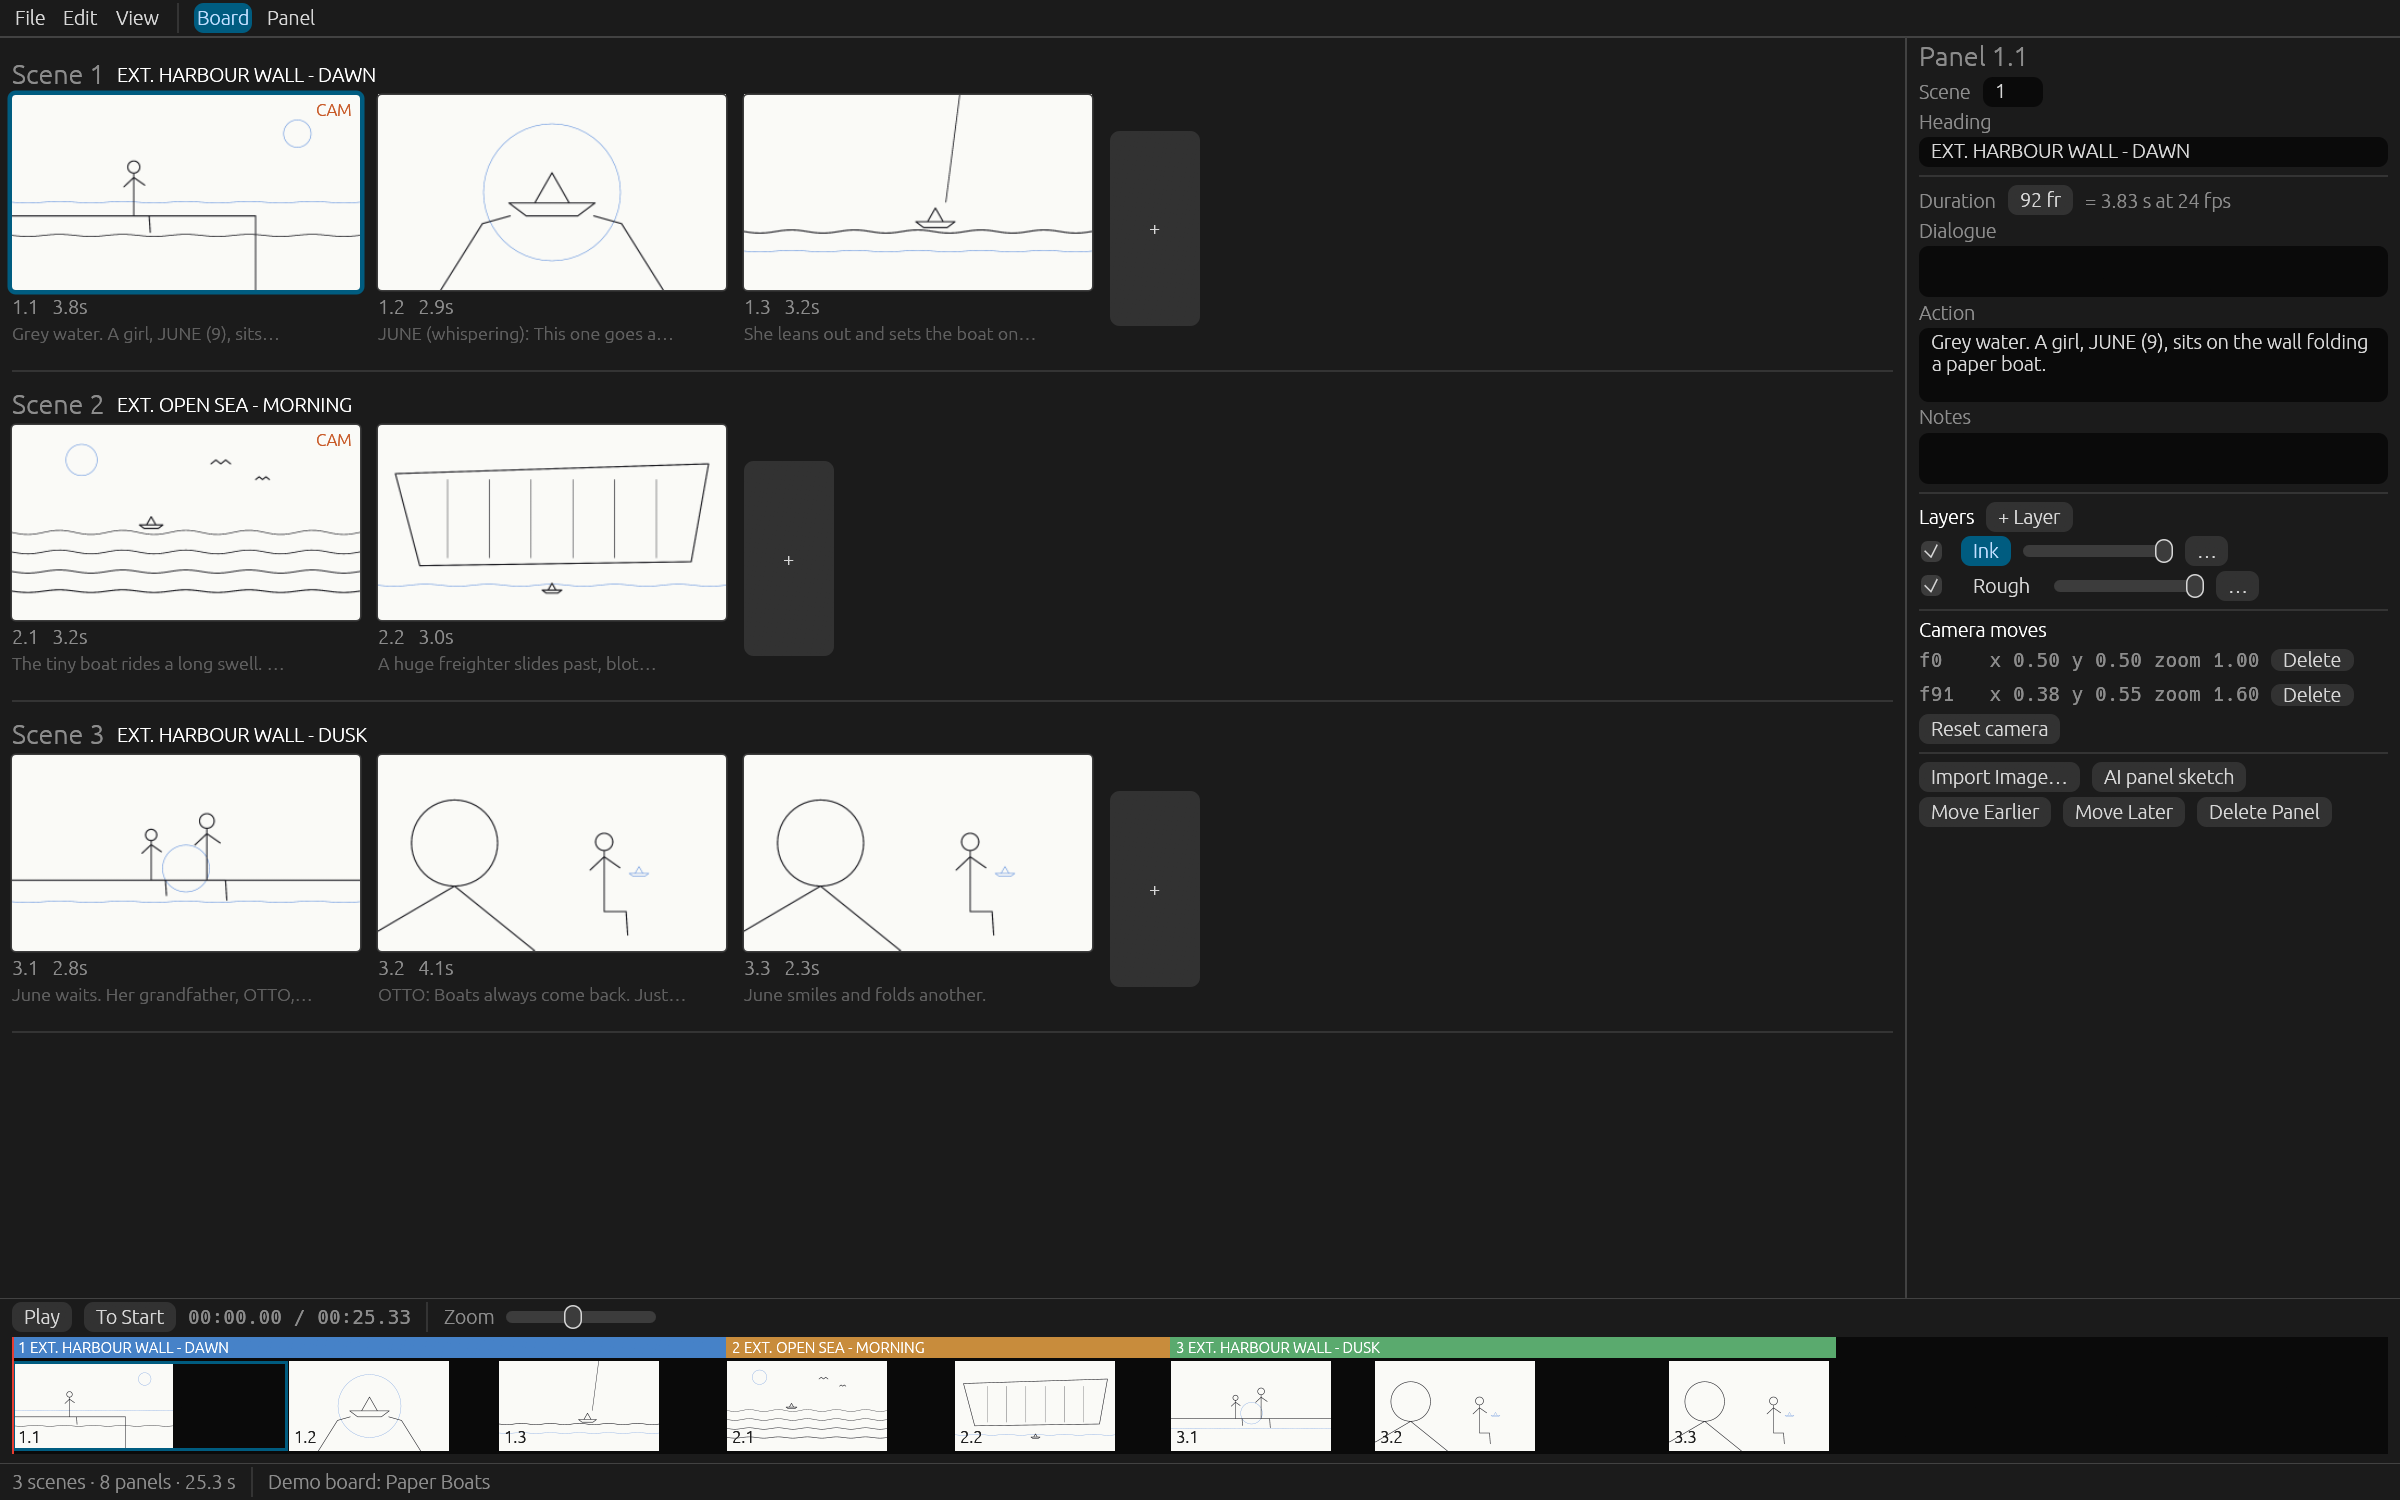 File Edit View Board Panel
Scene 1 EXT. HARBOUR WALL - DAWN
CAM
1.1 3.8s
Grey water. A girl, JUNE (9), sits…
1.2 2.9s
JUNE (whispering): This one goes a…
1.3 3.2s
She leans out and sets the boat on…
+
Scene 2 EXT. OPEN SEA - MORNING
CAM
2.1 3.2s
The tiny boat rides a long swell. …
2.2 3.0s
A huge freighter slides past, blot…
+
Scene 3 EXT. HARBOUR WALL - DUSK
3.1 2.8s
June waits. Her grandfather, OTTO,…
3.2 4.1s
OTTO: Boats always come back. Just…
3.3 2.3s
June smiles and folds another.
+
Panel 1.1
Scene 1
Heading
EXT. HARBOUR WALL - DAWN
Duration 92 fr = 3.83 s at 24 fps
Dialogue
Action
Grey water. A girl, JUNE (9), sits on the wall folding
a paper boat.
Notes
Layers + Layer
Ink …
Rough …
Camera moves
f0 x 0.50 y 0.50 zoom 1.00 Delete
f91 x 0.38 y 0.55 zoom 1.60 Delete
Reset camera
Import Image… AI panel sketch
Move Earlier Move Later Delete Panel
Play To Start 00:00.00 / 00:25.33 Zoom
1 EXT. HARBOUR WALL - DAWN 2 EXT. OPEN SEA - MORNING 3 EXT. HARBOUR WALL - DUSK
1.1 1.2 1.3 2.1 2.2 3.1 3.2 3.3
3 scenes · 8 panels · 25.3 s Demo board: Paper Boats